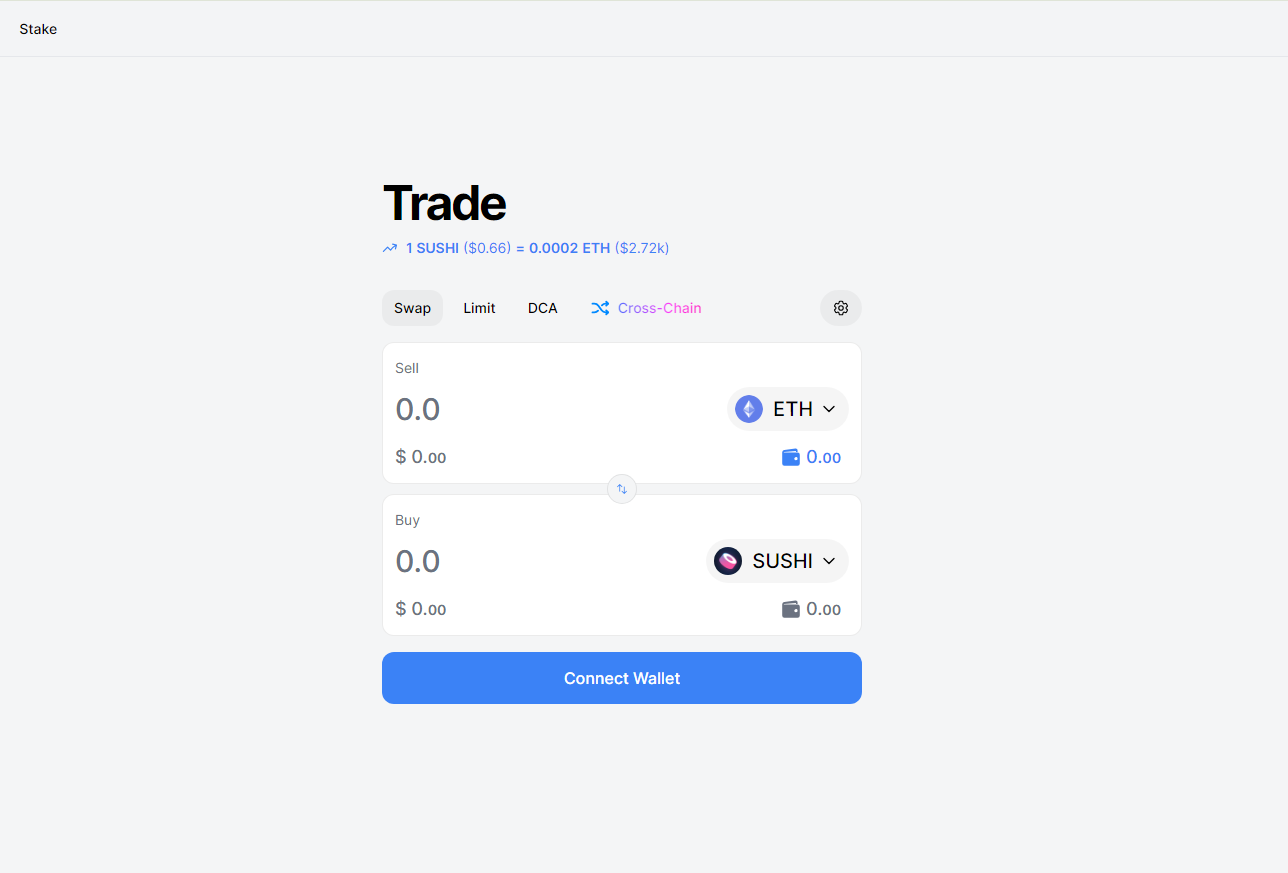 Stake
Trade
1 SUSHI ($0.66) = 0.0002 ETH ($2.72k)
Swap Limit DCA Cross-Chain
Sell
0.0 ETH
$ 0.00 0.00
Buy
0.0 SUSHI
$ 0.00 0.00
Connect Wallet